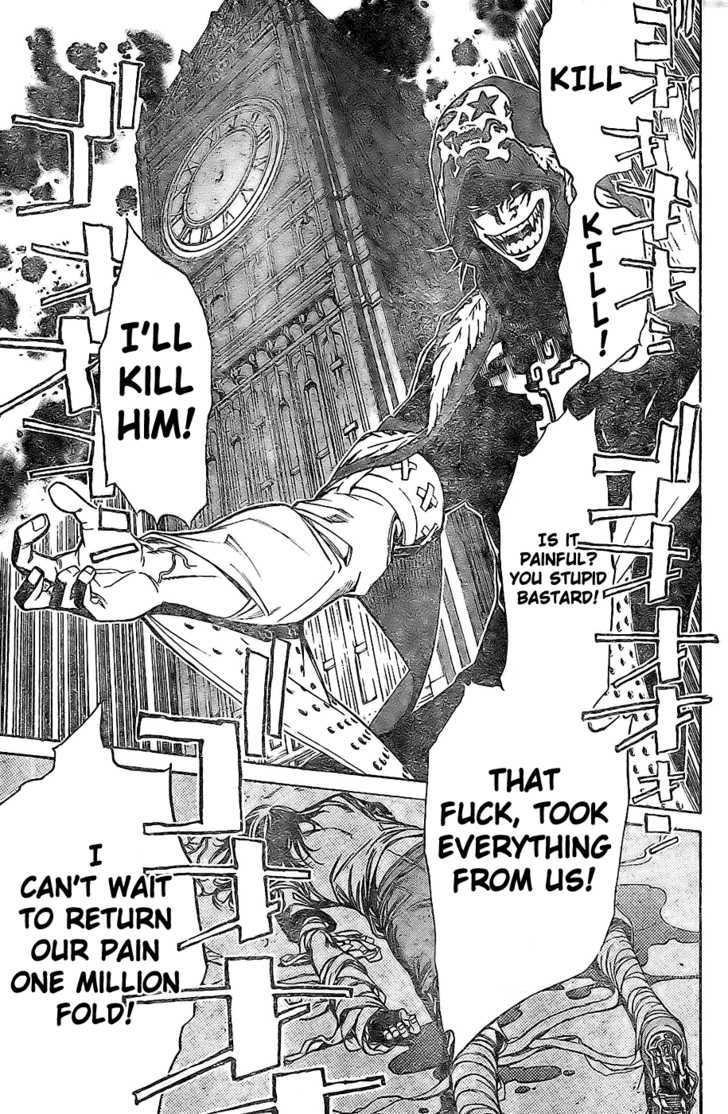 KILL
KILL!
I'LL
KILL
HIM!
IS IT
PAINFUL?
YOU STUPID
BASTARD!
THAT
FUCK, TOOK
EVERYTHING
FROM US!
I
CAN'T WAIT
TO RETURN
OUR PAIN
ONE MILLION
FOLD!